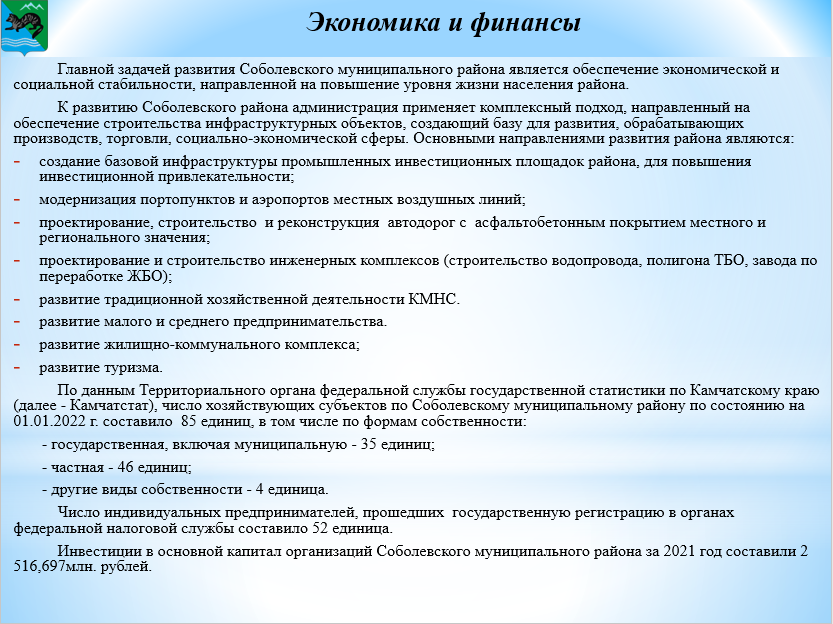 Экономика и финансы
Главной задачей развития Соболевского муниципального района является обеспечение экономической и
социальной стабильности, направленной на повышение уровня жизни населения района.
К развитию Соболевского района администрация применяет комплексный подход, направленный на
обеспечение строительства инфраструктурных объектов, создающий базу для развития, обрабатывающих
производств, торговли, социально-экономической сферы. Основными направлениями развития района являются:
- создание базовой инфраструктуры промышленных инвестиционных площадок района, для повышения
инвестиционной привлекательности;
- модернизация портопунктов и аэропортов местных воздушных линий;
- проектирование, строительство  и реконструкция  автодорог с  асфальтобетонным покрытием местного и
регионального значения;
- проектирование и строительство инженерных комплексов (строительство водопровода, полигона ТБО, завода по
переработке ЖБО);
- развитие традиционной хозяйственной деятельности КМНС.
- развитие малого и среднего предпринимательства.
- развитие жилищно-коммунального комплекса;
- развитие туризма.
По данным Территориального органа федеральной службы государственной статистики по Камчатскому краю
(далее - Камчатстат), число хозяйствующих субъектов по Соболевскому муниципальному району по состоянию на
01.01.2022 г. составило  85 единиц, в том числе по формам собственности:
- государственная, включая муниципальную - 35 единиц;
- частная - 46 единиц;
- другие виды собственности - 4 единица.
Число индивидуальных предпринимателей, прошедших  государственную регистрацию в органах
федеральной налоговой службы составило 52 единица.
Инвестиции в основной капитал организаций Соболевского муниципального района за 2021 год составили 2
516,697млн. рублей.